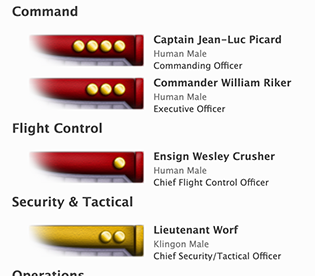 Command
Captain Jean-Luc Picard
Human Male
Commanding Officer
Commander William Riker
Human Male
Executive Officer
Flight Control
Ensign Wesley Crusher
Human Male
Chief Flight Control Officer
Security & Tactical
Lieutenant Worf
Klingon Male
Chief Security/Tactical Officer
Operations